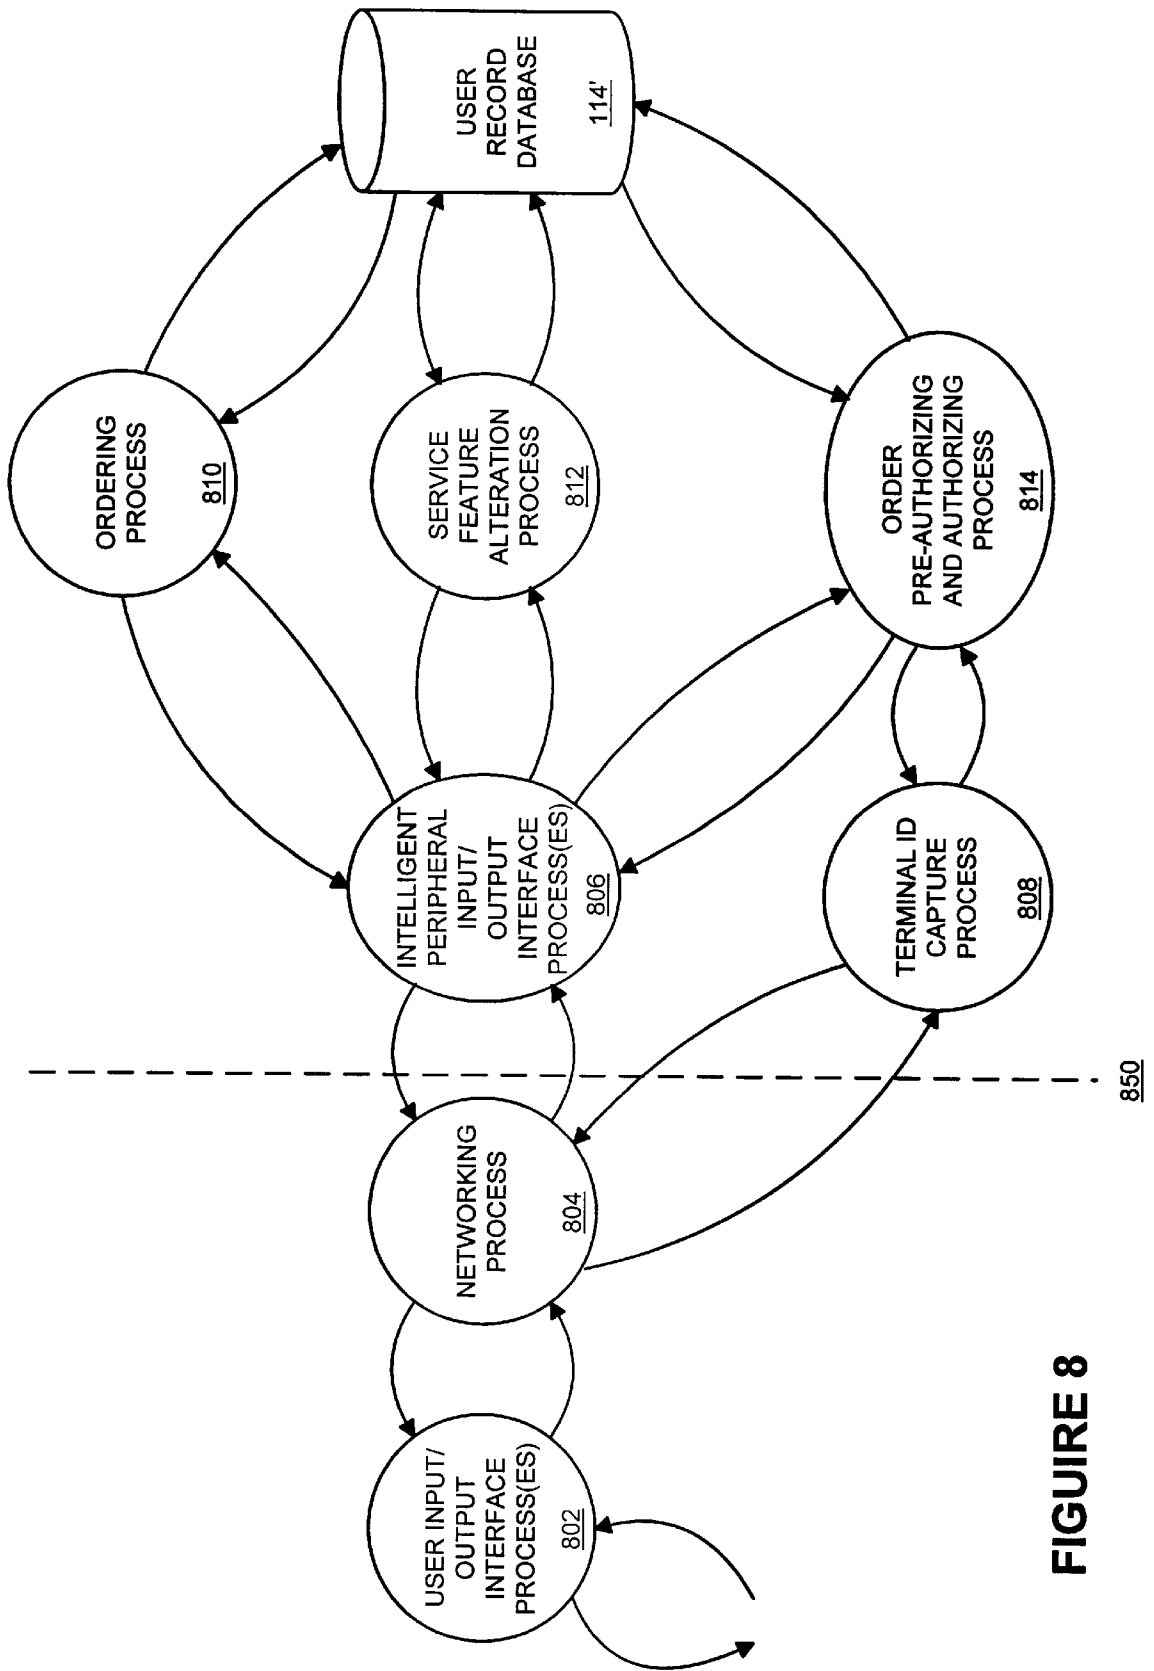 USER INPUT/
OUTPUT
INTERFACE
PROCESS(ES)
802
NETWORKING
PROCESS
804
850
INTELLIGENT
PERIPHERAL
INPUT/
OUTPUT
INTERFACE
PROCESS(ES)
806
TERMINAL ID
CAPTURE
PROCESS
808
ORDERING
PROCESS
810
SERVICE
FEATURE
ALTERATION
PROCESS
812
ORDER
PRE-AUTHORIZING
AND AUTHORIZING
PROCESS
814
USER
RECORD
DATABASE
114'
FIGUIRE 8